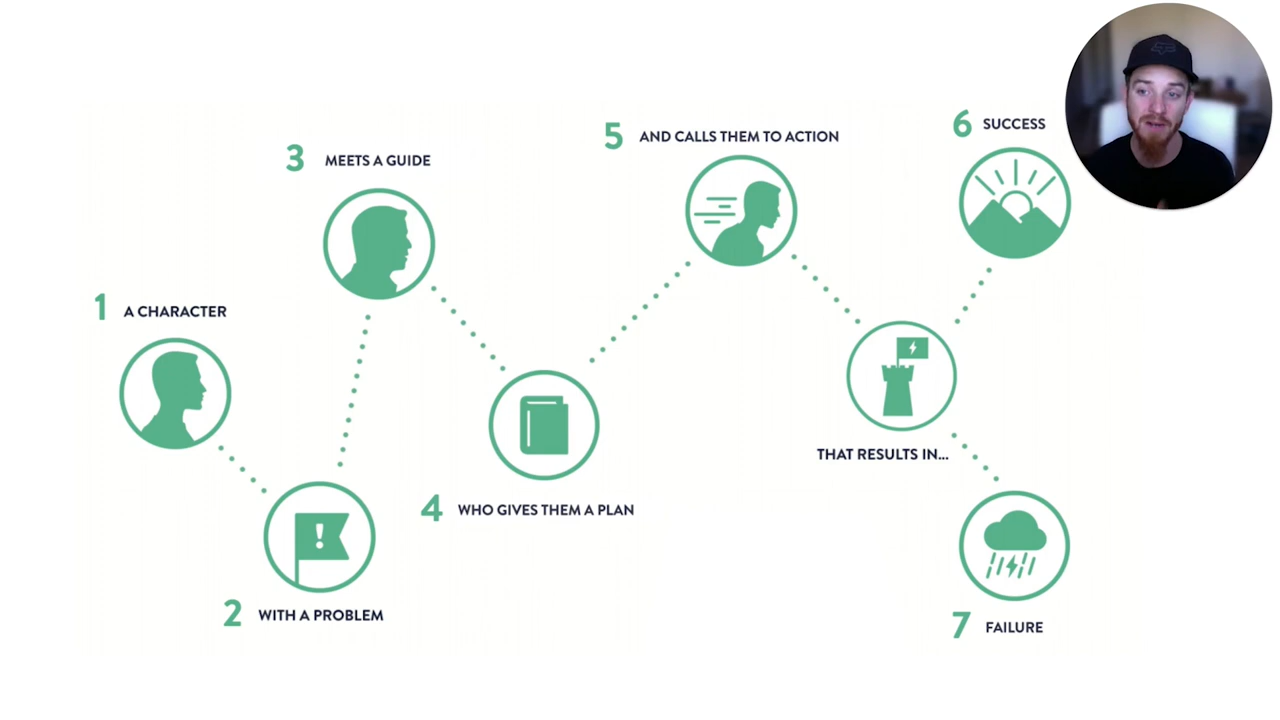 1 A CHARACTER
2 WITH A PROBLEM
3 MEETS A GUIDE
4 WHO GIVES THEM A PLAN
5 AND CALLS THEM TO ACTION
THAT RESULTS IN...
6 SUCCESS
7 FAILURE